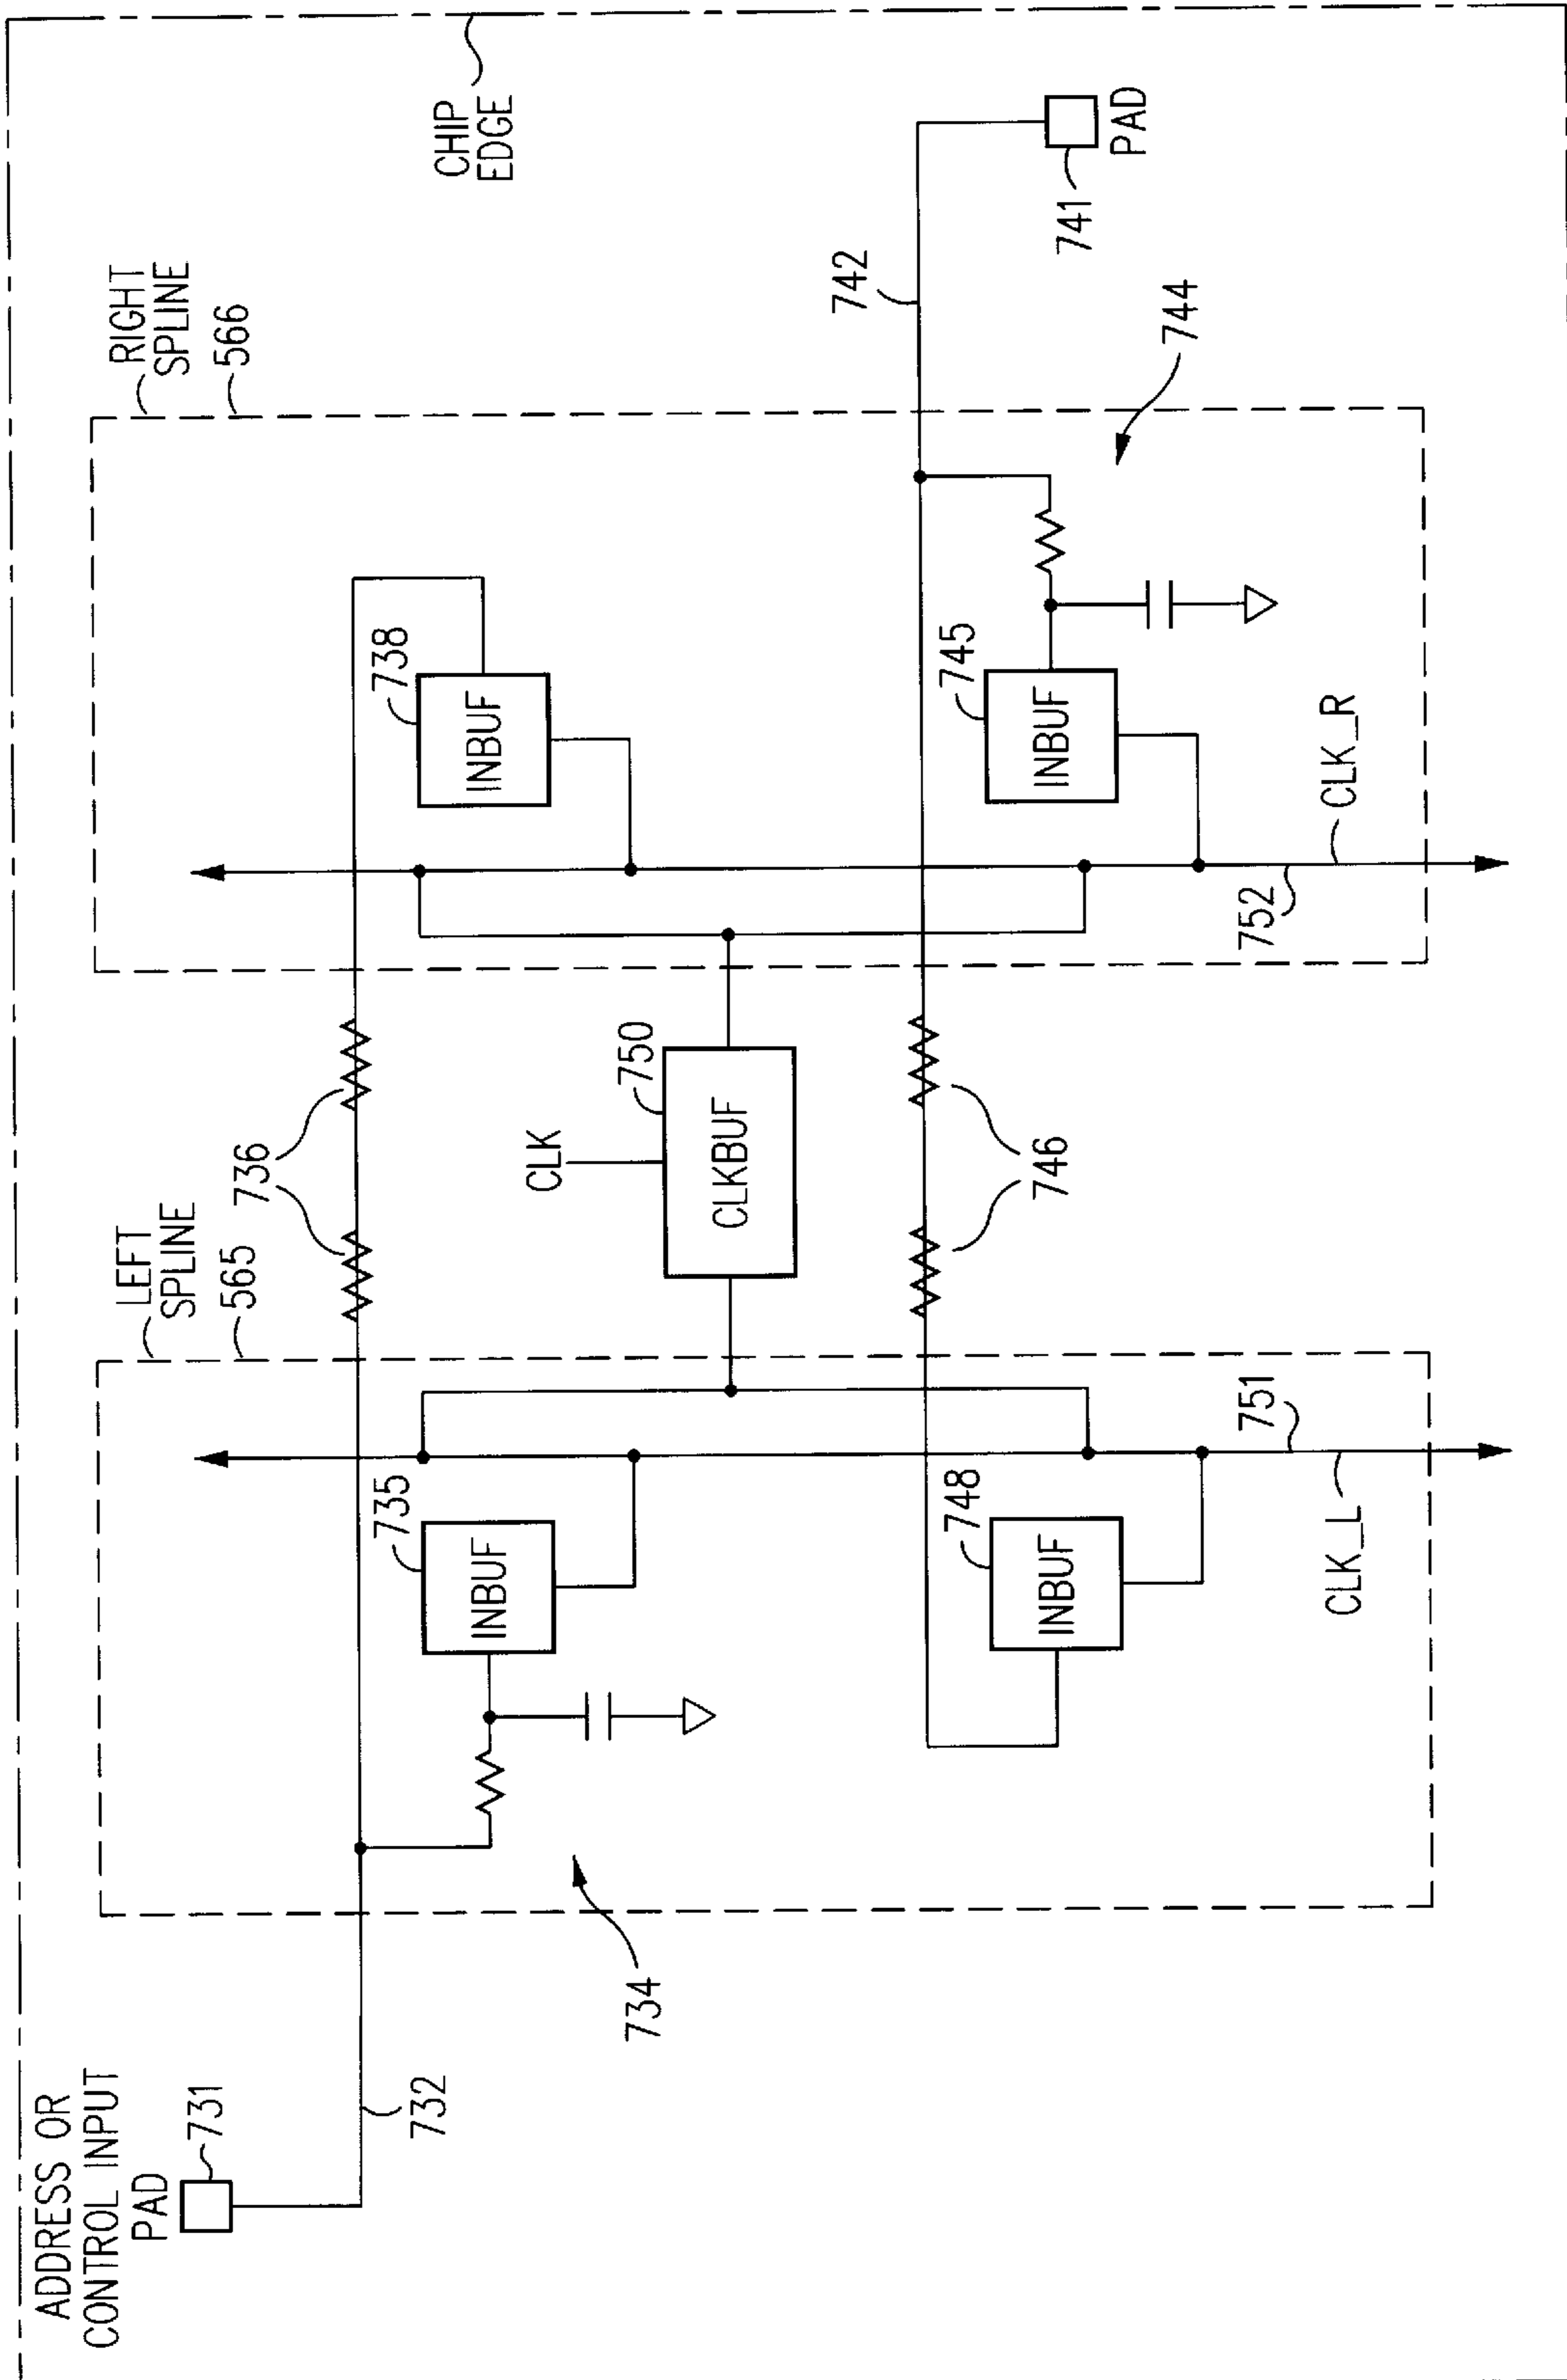 ADDRESS OR
CONTROL INPUT
PAD
731
732
734
LEFT
SPLINE
565
735
INBUF
748
INBUF
751
CLK_L
736
CLK
750
CLKBUF
746
RIGHT
SPLINE
566
738
INBUF
745
INBUF
752
CLK_R
742
744
741
PAD
CHIP
EDGE